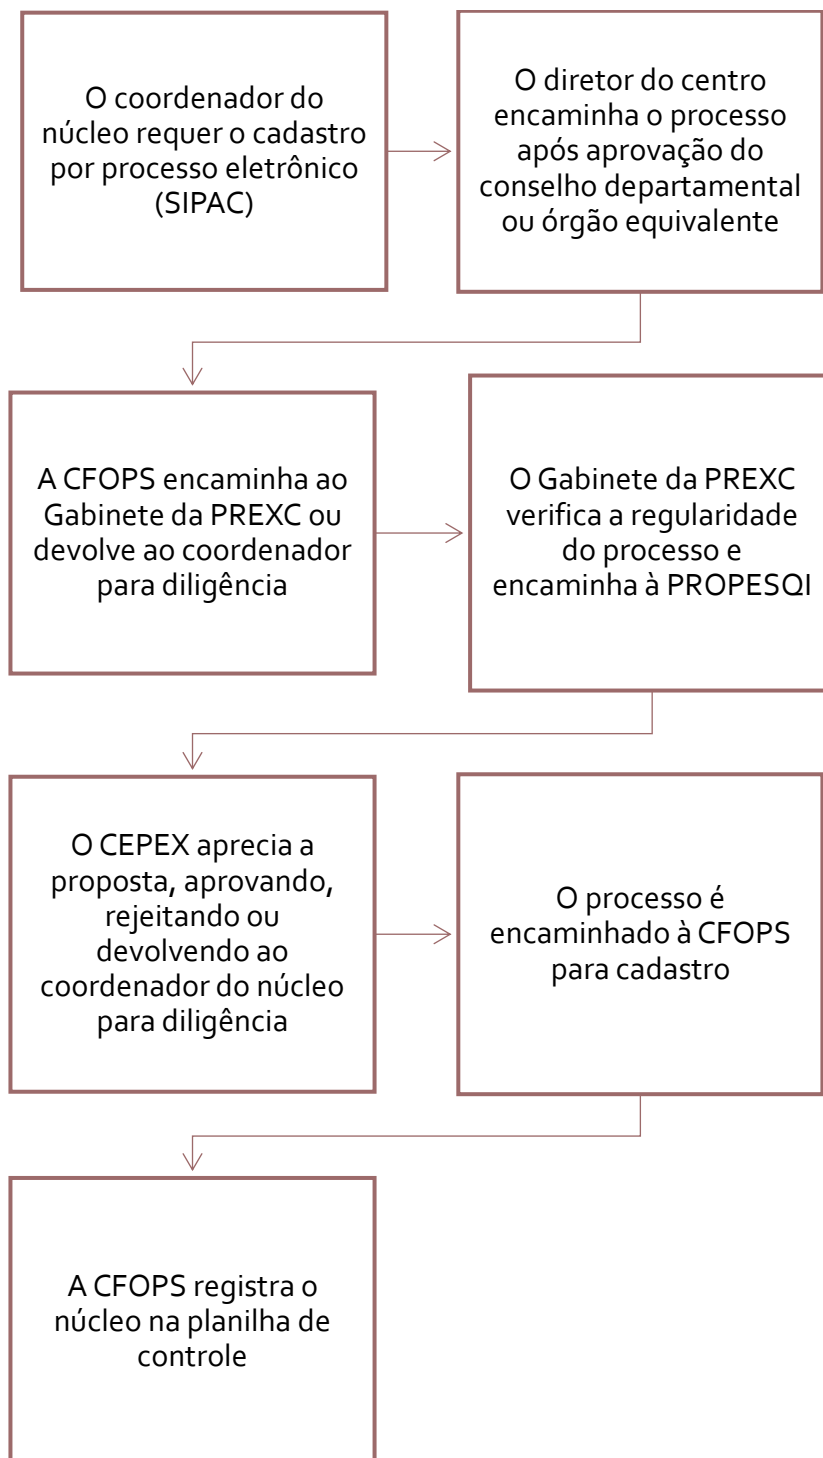 O coordenador do
núcleo requer o cadastro
por processo eletrônico
(SIPAC)
O diretor do centro
encaminha o processo
após aprovação do
conselho departamental
ou órgão equivalente
A CFOPS encaminha ao
Gabinete da PREXC ou
devolve ao coordenador
para diligência
O Gabinete da PREXC
verifica a regularidade
do processo e
encaminha à PROPESQI
O CEPEX aprecia a
proposta, aprovando,
rejeitando ou
devolvendo ao
coordenador do núcleo
para diligência
O processo é
encaminhado à CFOPS
para cadastro
A CFOPS registra o
núcleo na planilha de
controle